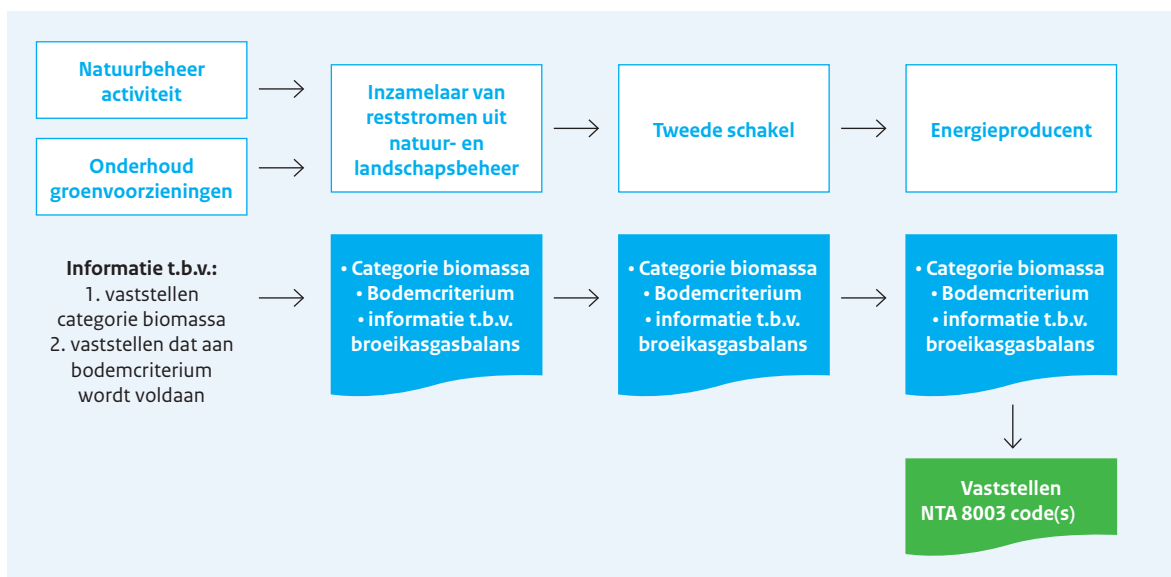 Natuurbeheer
activiteit
Onderhoud
groenvoorzieningen
Inzamelaar van
reststromen uit
natuur- en
landschapsbeheer
Tweede schakel
Energieproducent
Informatie t.b.v.:
1. vaststellen
categorie biomassa
2. vaststellen dat aan
bodemcriterium
wordt voldaan
• Categorie biomassa
• Bodemcriterium
• informatie t.b.v.
broeikasgasbalans
• Categorie biomassa
• Bodemcriterium
• informatie t.b.v.
broeikasgasbalans
• Categorie biomassa
• Bodemcriterium
• informatie t.b.v.
broeikasgasbalans
Vaststellen
NTA 8003 code(s)